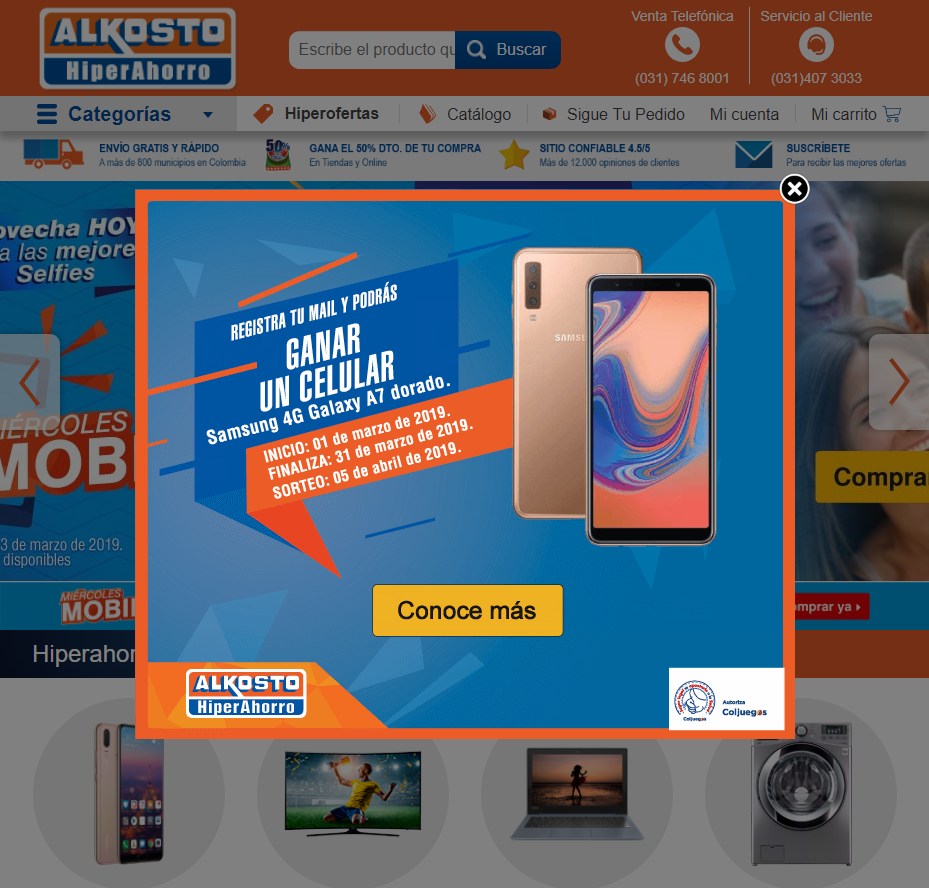 ALKOSTO
HiperAhorro
Escribe el producto qu
Buscar
Venta Telefónica
(031) 746 8001
Servicio al Cliente
(031)407 3033
Categorías
Hiperofertas
Catálogo
Sigue Tu Pedido
Mi cuenta
Mi carrito
ENVÍO GRATIS Y RÁPIDO
A más de 800 municipios en Colombia
50%
GANA EL 50% DTO. DE TU COMPRA
En Tiendas y Online
SITIO CONFIABLE 4.5/5
Más de 12.000 opiniones de clientes
SUSCRÍBETE
Para recibir las mejores ofertas
ovecha HOY
a las mejore
Selfies
IÉRCOLES
MOBI
3 de marzo de 2019.
disponibles
Compra
REGISTRA TU MAIL Y PODRÁS
GANAR
UN CELULAR
Samsung 4G Galaxy A7 dorado.
INICIO: 01 de marzo de 2019.
FINALIZA: 31 de marzo de 2019.
SORTEO: 05 de abril de 2019.
SAMSU
Conoce más
ALKOSTO
HiperAhorro
Coljuegos
Autoriza
Coljuegos
MIÉRCOLES
MOBI
mprar ya
Hiperahor